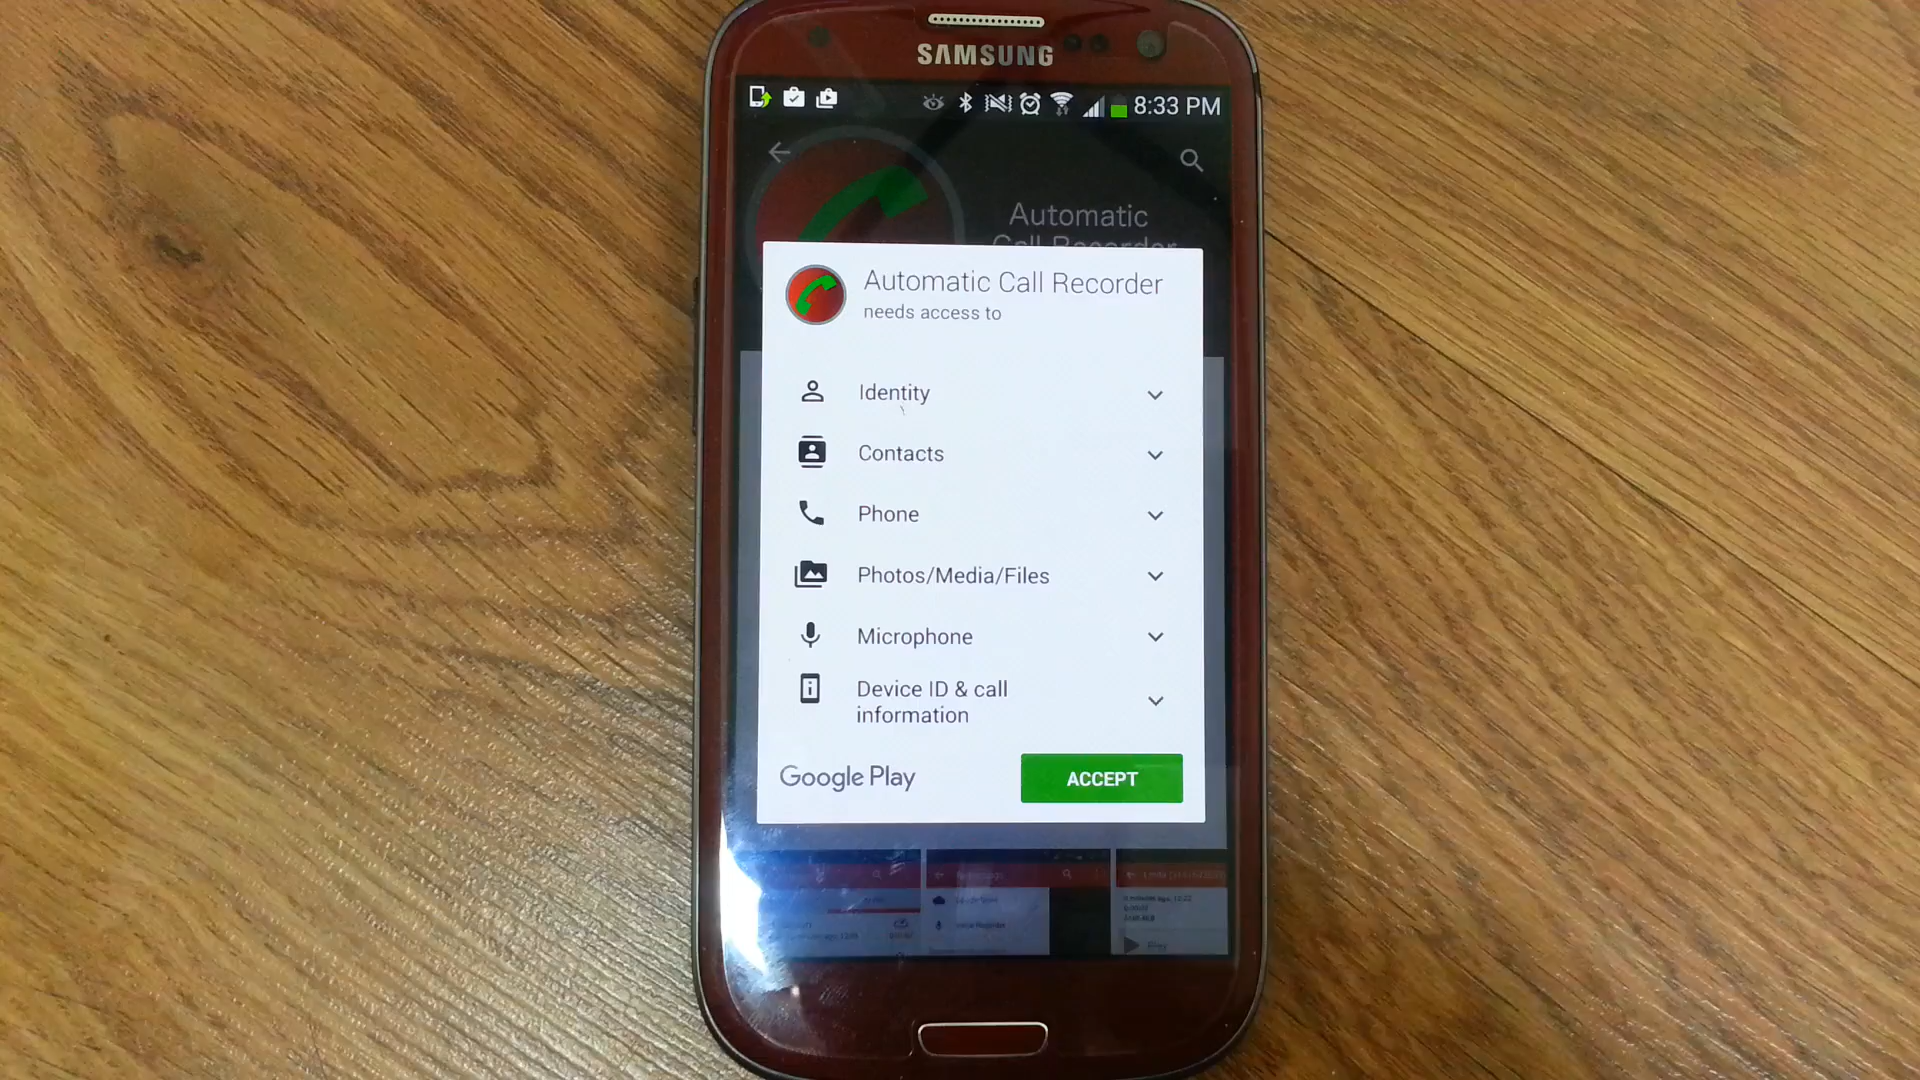 SAMSUNG
8:33 PM
Automatic
Call Recorder
Automatic Call Recorder
needs access to
Identity
Contacts
Phone
Photos/Media/Files
Microphone
Device ID & call
information
Google Play
ACCEPT
Play